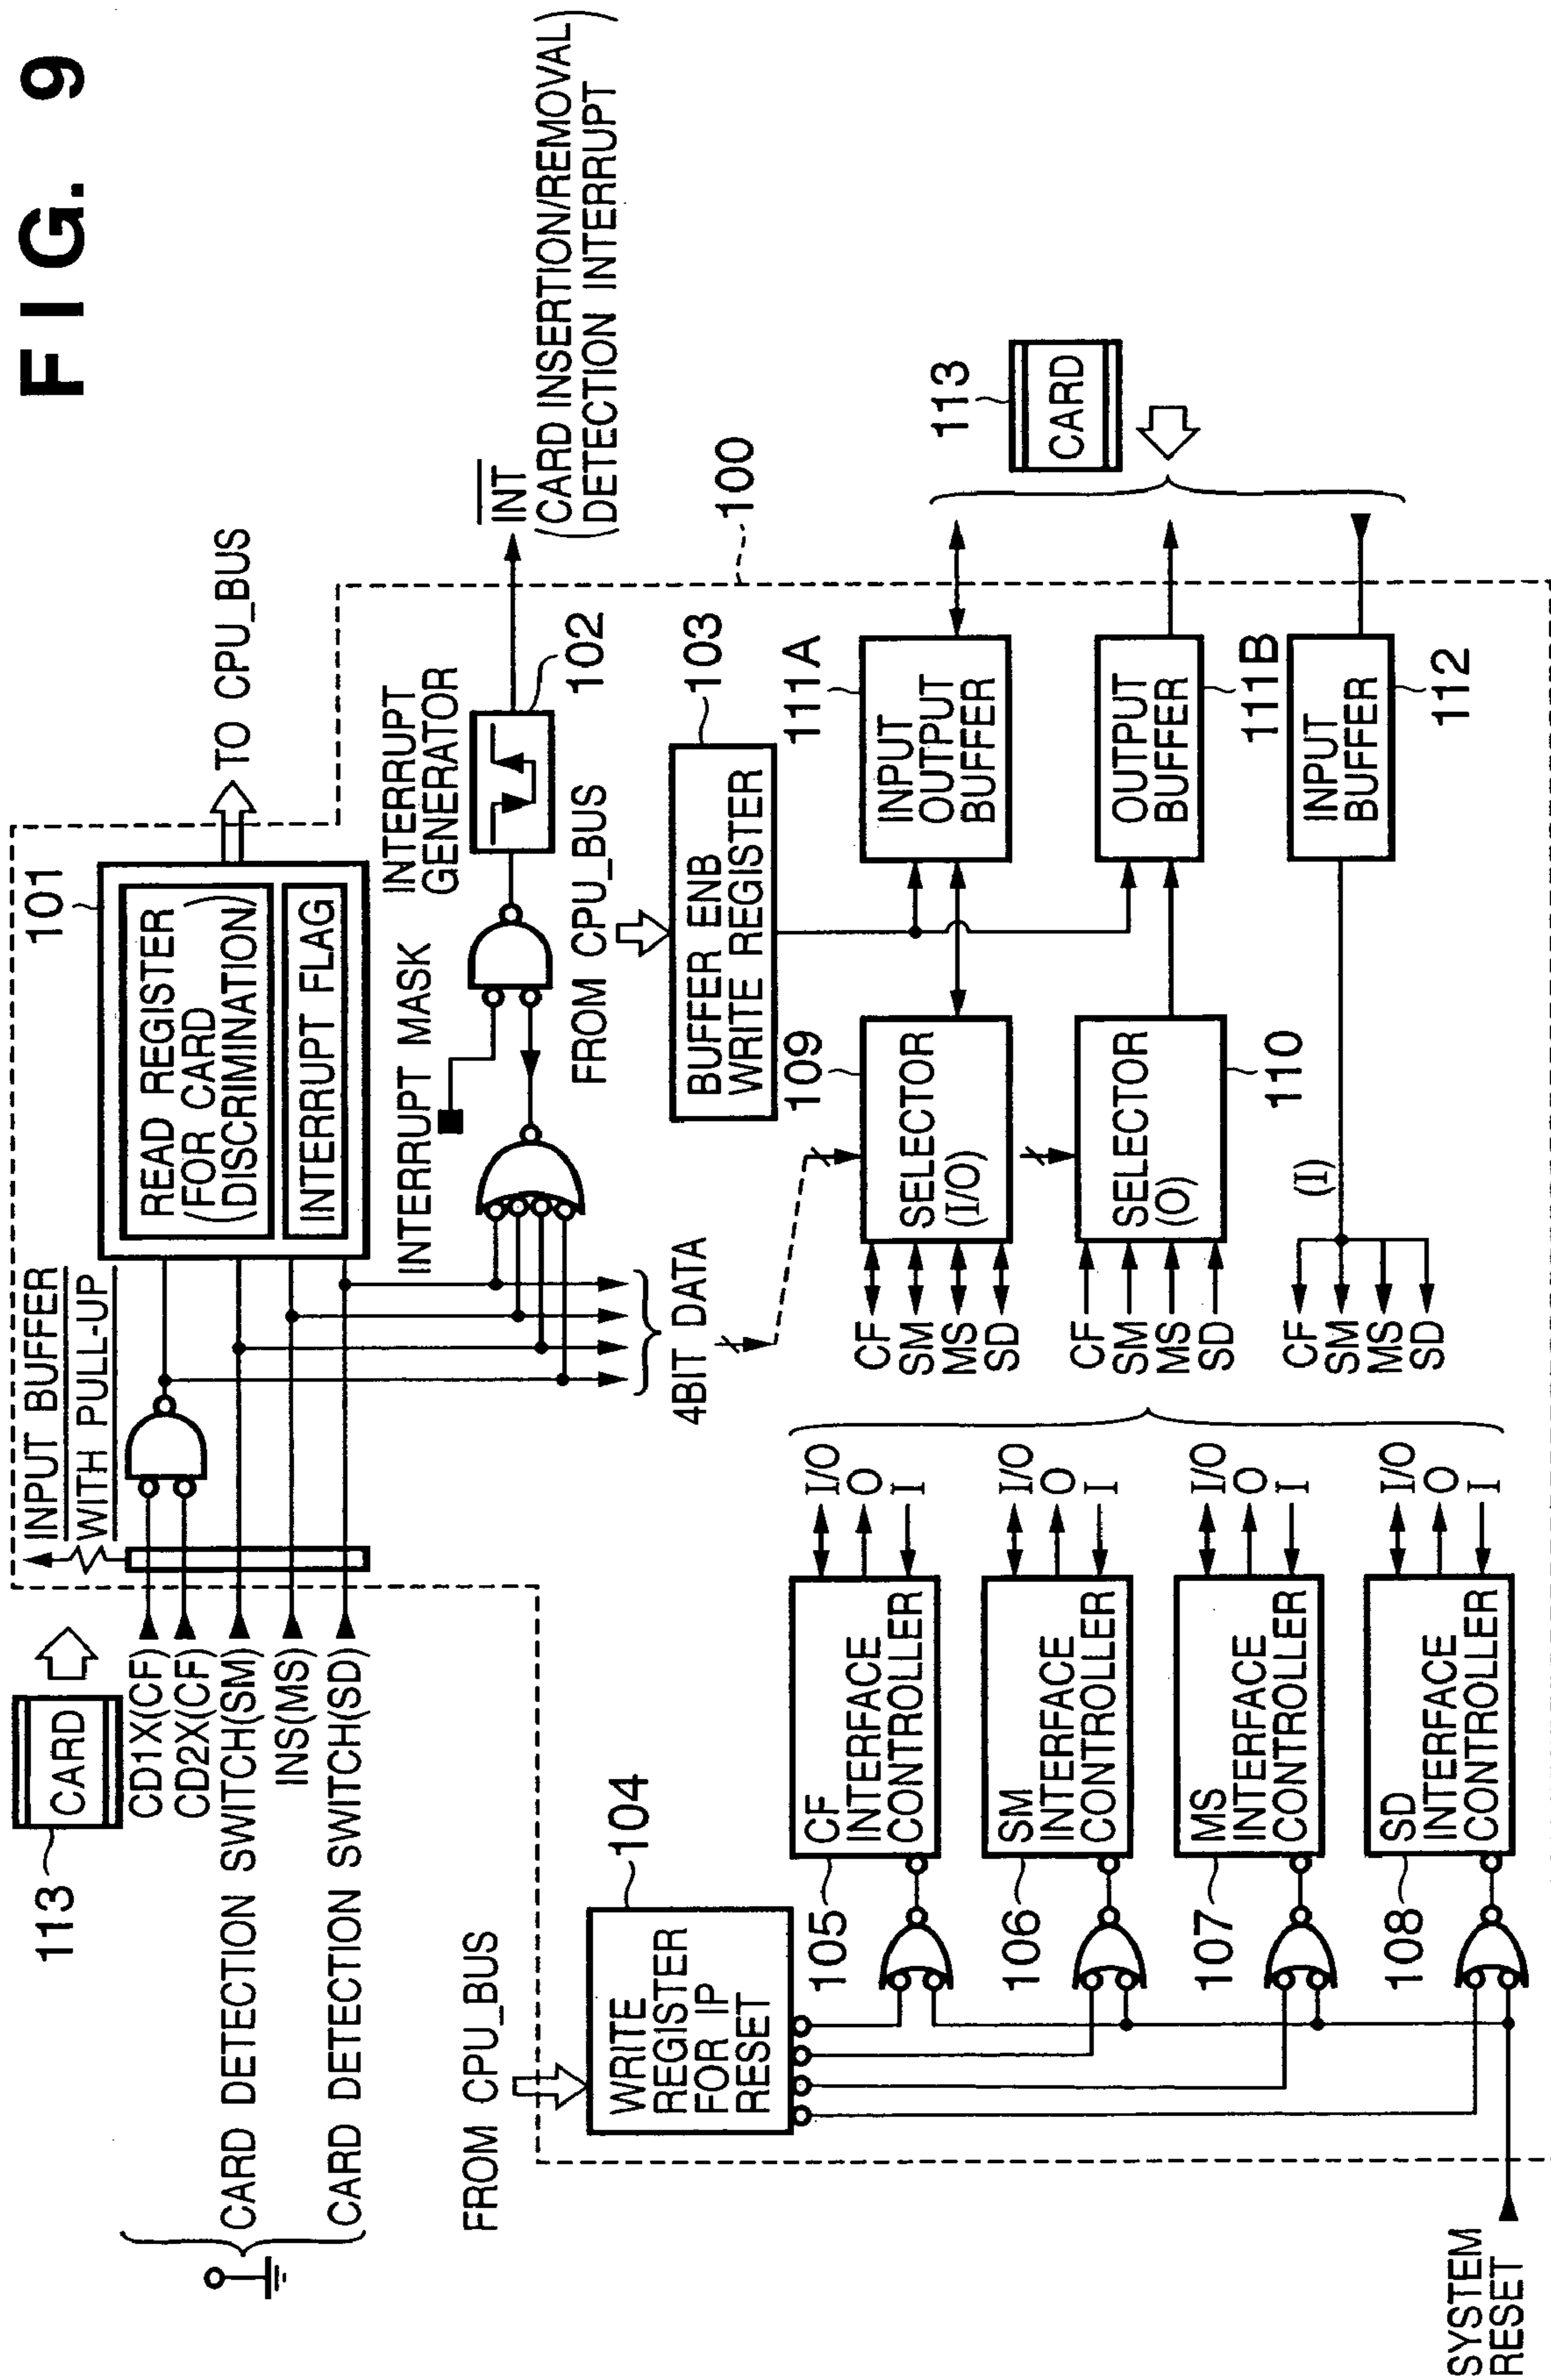 FIG. 9
113
CARD
CD1X(CF)
CD2X(CF)
CARD DETECTION SWITCH(SM)
INS(MS)
CARD DETECTION SWITCH(SD)
INPUT BUFFER
WITH PULL-UP
101
READ REGISTER
(FOR CARD
DISCRIMINATION)
INTERRUPT FLAG
TO CPU_BUS
INTERRUPT MASK
INTERRUPT
GENERATOR
102
INT
(CARD INSERTION/REMOVAL
DETECTION INTERRUPT)
100
4BIT DATA
FROM CPU_BUS
BUFFER ENB
WRITE REGISTER
103
FROM CPU_BUS
104
WRITE
REGISTER
FOR IP
RESET
105
CF
INTERFACE
CONTROLLER
I/O
O
I
106
SM
INTERFACE
CONTROLLER
I/O
O
I
107
MS
INTERFACE
CONTROLLER
I/O
O
I
108
SD
INTERFACE
CONTROLLER
I/O
O
I
CF
SM
MS
SD
109
SELECTOR
(I/O)
111A
INPUT
OUTPUT
BUFFER
CF
SM
MS
SD
SELECTOR
(O)
110
OUTPUT
BUFFER
111B
CF
SM
MS
SD
(I)
INPUT
BUFFER
112
113
CARD
SYSTEM
RESET